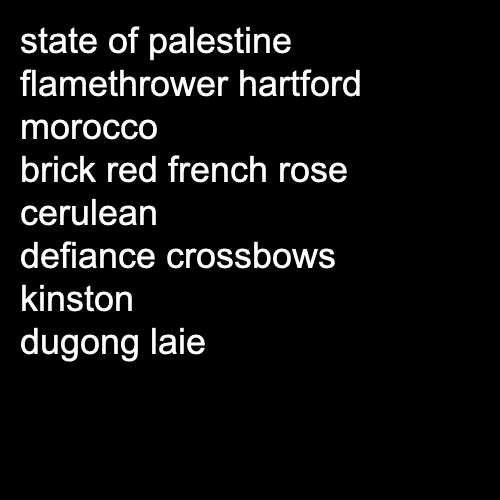 state of palestine
flamethrower hartford
morocco
brick red french rose
cerulean
defiance crossbows
kinston
dugong laie